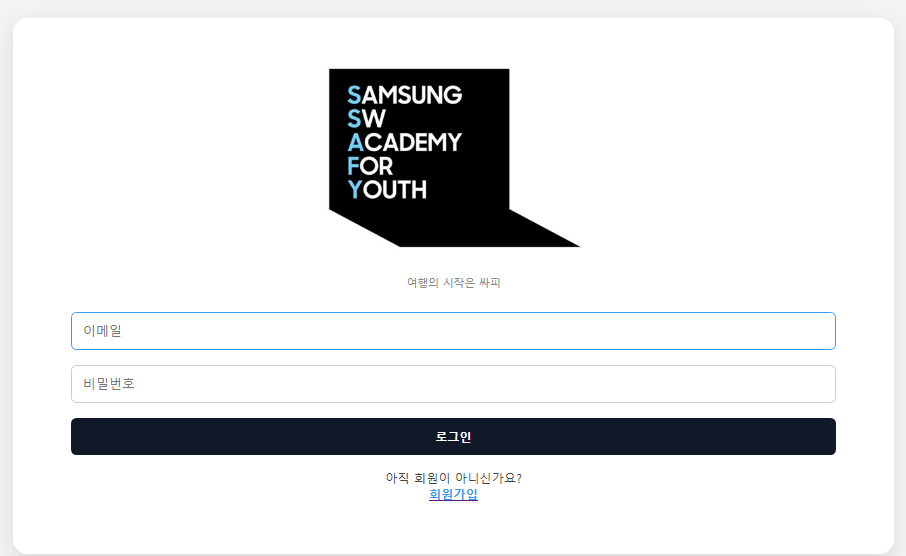 SAMSUNG
SW
ACADEMY
FOR
YOUTH
여행의 시작은 싸피
이메일
비밀번호
로그인
아직 회원이 아니신가요?
회원가입